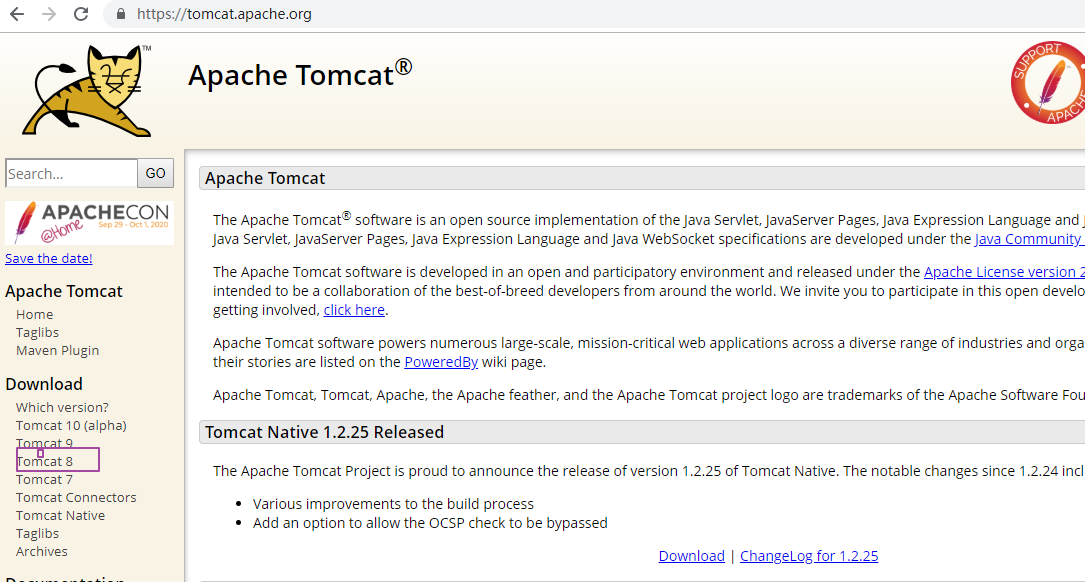 https://tomcat.apache.org
TM
Apache Tomcat®
SUPPORT
APACHE
Search...
GO
APACHECON
@Home
Sep 29 - Oct 1, 2020
Save the date!
Apache Tomcat
Home
Taglibs
Maven Plugin
Download
Which version?
Tomcat 10 (alpha)
Tomcat 9
Tomcat 8
Tomcat 7
Tomcat Connectors
Tomcat Native
Taglibs
Archives
Apache Tomcat
The Apache Tomcat® software is an open source implementation of the Java Servlet, JavaServer Pages, Java Expression Language and
Java Servlet, JavaServer Pages, Java Expression Language and Java WebSocket specifications are developed under the Java Community
The Apache Tomcat software is developed in an open and participatory environment and released under the Apache License version 2
intended to be a collaboration of the best-of-breed developers from around the world. We invite you to participate in this open develo
getting involved, click here.
Apache Tomcat software powers numerous large-scale, mission-critical web applications across a diverse range of industries and orga
their stories are listed on the PoweredBy wiki page.
Apache Tomcat, Tomcat, Apache, the Apache feather, and the Apache Tomcat project logo are trademarks of the Apache Software Fou
Tomcat Native 1.2.25 Released
The Apache Tomcat Project is proud to announce the release of version 1.2.25 of Tomcat Native. The notable changes since 1.2.24 incl
• Various improvements to the build process
• Add an option to allow the OCSP check to be bypassed
Download | ChangeLog for 1.2.25